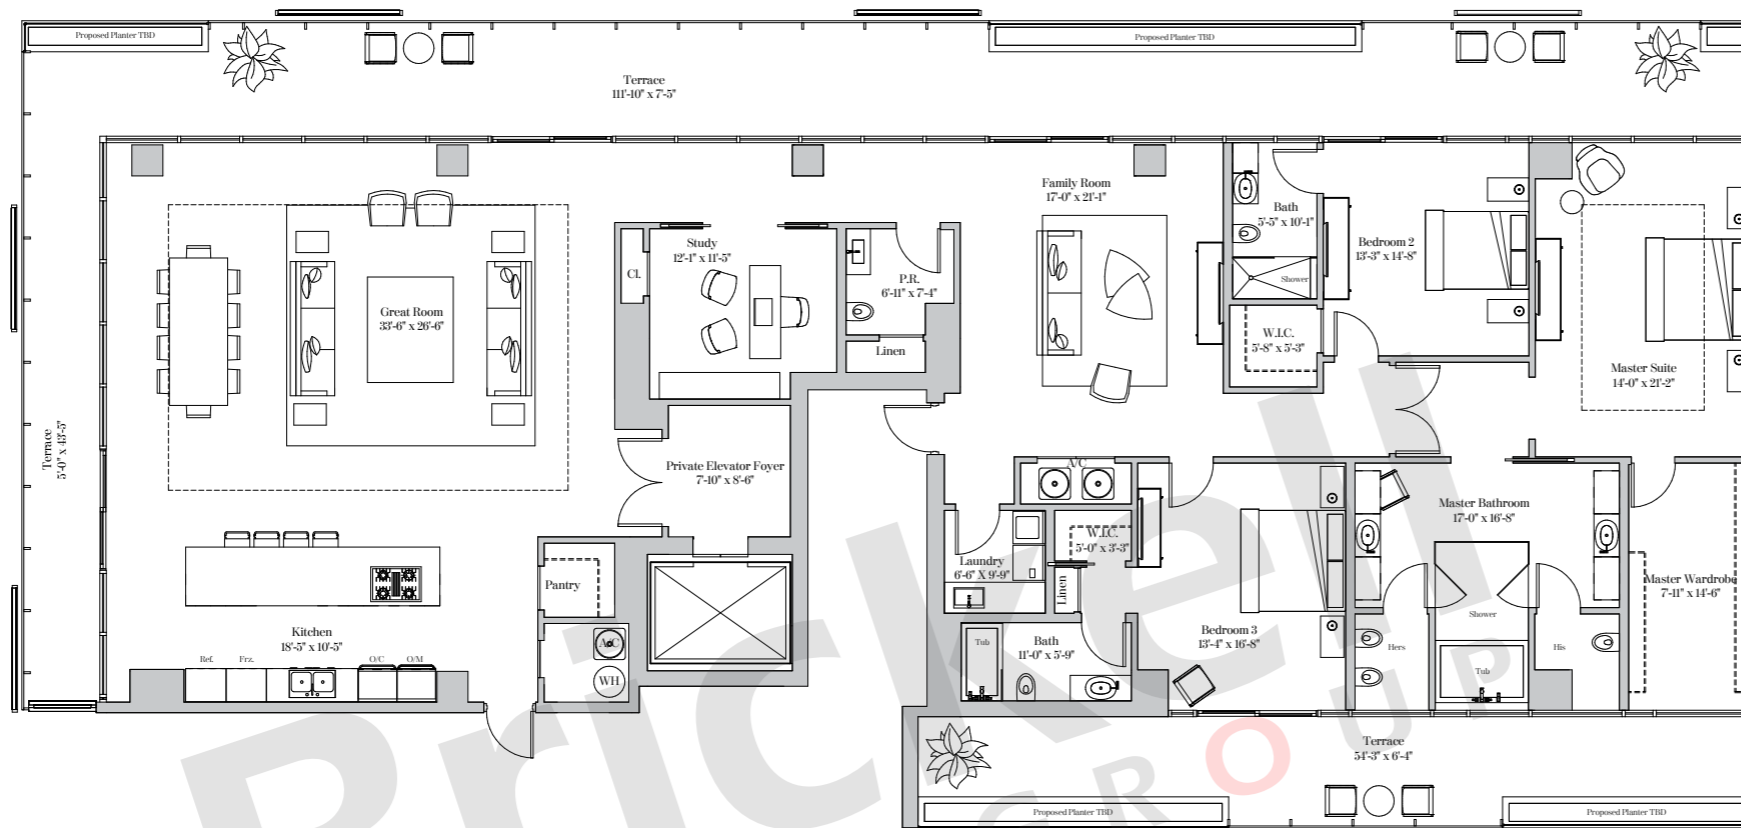 Proposed Planter TBD
Proposed Planter TBD
Terrace
111'-10" x 7'-5"
Family Room
17'-0" x 21'-1"
Bath
5'-5" x 10'-1"
Study
12'-1" x 11'-5"
Bedroom 2
13'-3" x 14'-8"
Cl.
P.R.
6'-11" x 7'-4"
Shower
Great Room
33'-6" x 26'-6"
Linen
W.I.C.
5'-8" x 5'-3"
Master Suite
14'-0" x 21'-2"
Terrace
5'-0" x 43'-5"
Private Elevator Foyer
7'-10" x 8'-6"
A/C
Master Bathroom
17'-0" x 16'-8"
W.I.C.
5'-0" x 3'-3"
Laundry
6'-6" X 9'-9"
Linen
Pantry
Master Wardrobe
7'-11" x 14'-6"
Shower
Kitchen
18'-5" x 10'-5"
Ref.
Frz.
O/C
O/M
A/C
WH
Tub
Bath
11'-0" x 5'-9"
Bedroom 3
13'-4" x 16'-8"
Hers
His
Tub
Terrace
54'-3" x 6'-4"
Proposed Planter TBD
Proposed Planter TBD
Brickell
GROUP